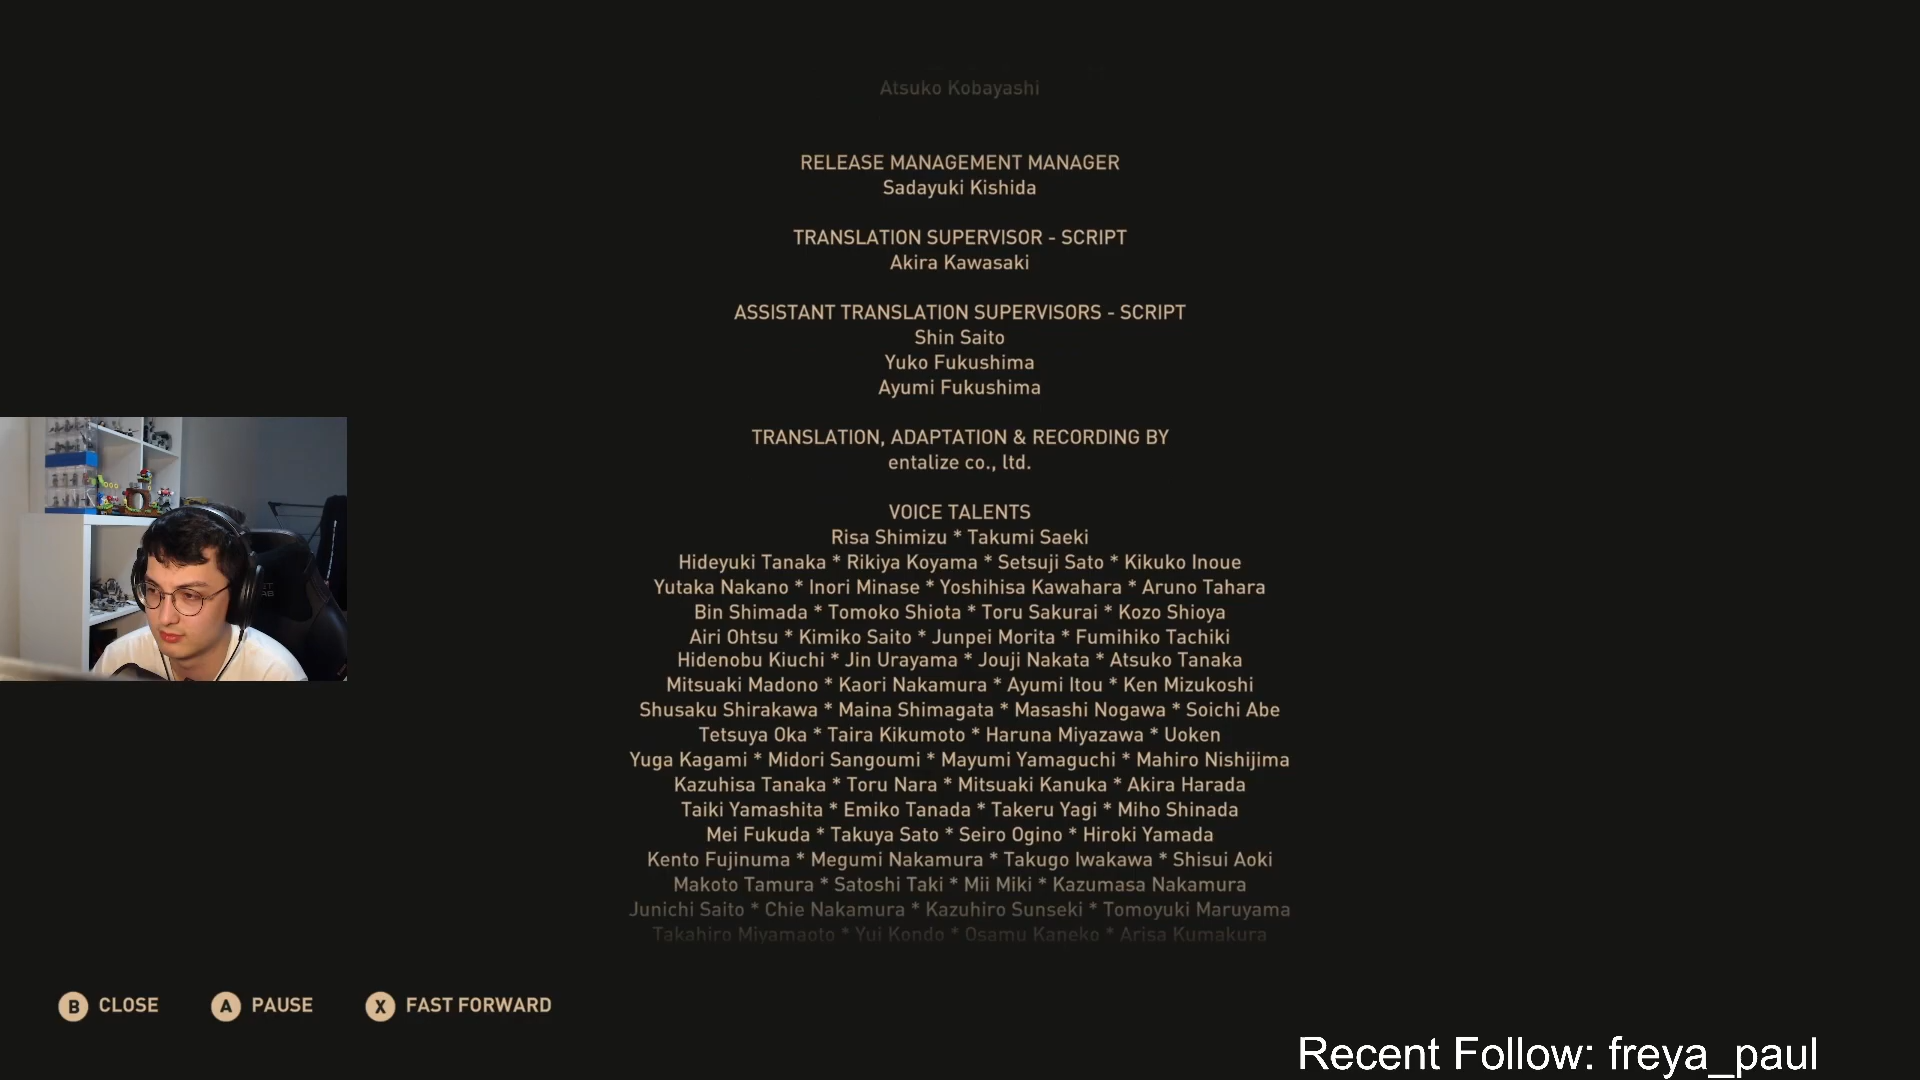 Atsuko Kobayashi
RELEASE MANAGEMENT MANAGER
Sadayuki Kishida
TRANSLATION SUPERVISOR - SCRIPT
Akira Kawasaki
ASSISTANT TRANSLATION SUPERVISORS - SCRIPT
Shin Saito
Yuko Fukushima
Ayumi Fukushima
TRANSLATION, ADAPTATION & RECORDING BY
entalize co., ltd.
VOICE TALENTS
Risa Shimizu * Takumi Saeki
Hideyuki Tanaka * Rikiya Koyama * Setsuji Sato * Kikuko Inoue
Yutaka Nakano * Inori Minase * Yoshihisa Kawahara * Aruno Tahara
Bin Shimada * Tomoko Shiota * Toru Sakurai * Kozo Shioya
Airi Ohtsu * Kimiko Saito * Junpei Morita * Fumihiko Tachiki
Hidenobu Kiuchi * Jin Urayama * Jouji Nakata * Atsuko Tanaka
Mitsuaki Madono * Kaori Nakamura * Ayumi Itou * Ken Mizukoshi
Shusaku Shirakawa * Maina Shimagata * Masashi Nogawa * Soichi Abe
Tetsuya Oka * Taira Kikumoto * Haruna Miyazawa * Uoken
Yuga Kagami * Midori Sangoumi * Mayumi Yamaguchi * Mahiro Nishijima
Kazuhisa Tanaka * Toru Nara * Mitsuaki Kanuka * Akira Harada
Taiki Yamashita * Emiko Tanada * Takeru Yagi * Miho Shinada
Mei Fukuda * Takuya Sato * Seiro Ogino * Hiroki Yamada
Kento Fujinuma * Megumi Nakamura * Takugo Iwakawa * Shisui Aoki
Makoto Tamura * Satoshi Taki * Mii Miki * Kazumasa Nakamura
Junichi Saito * Chie Nakamura * Kazuhiro Sunseki * Tomoyuki Maruyama
Takahiro Miyamaoto * Yui Kondo * Osamu Kaneko * Arisa Kumakura
B CLOSE A PAUSE X FAST FORWARD
Recent Follow: freya_paul